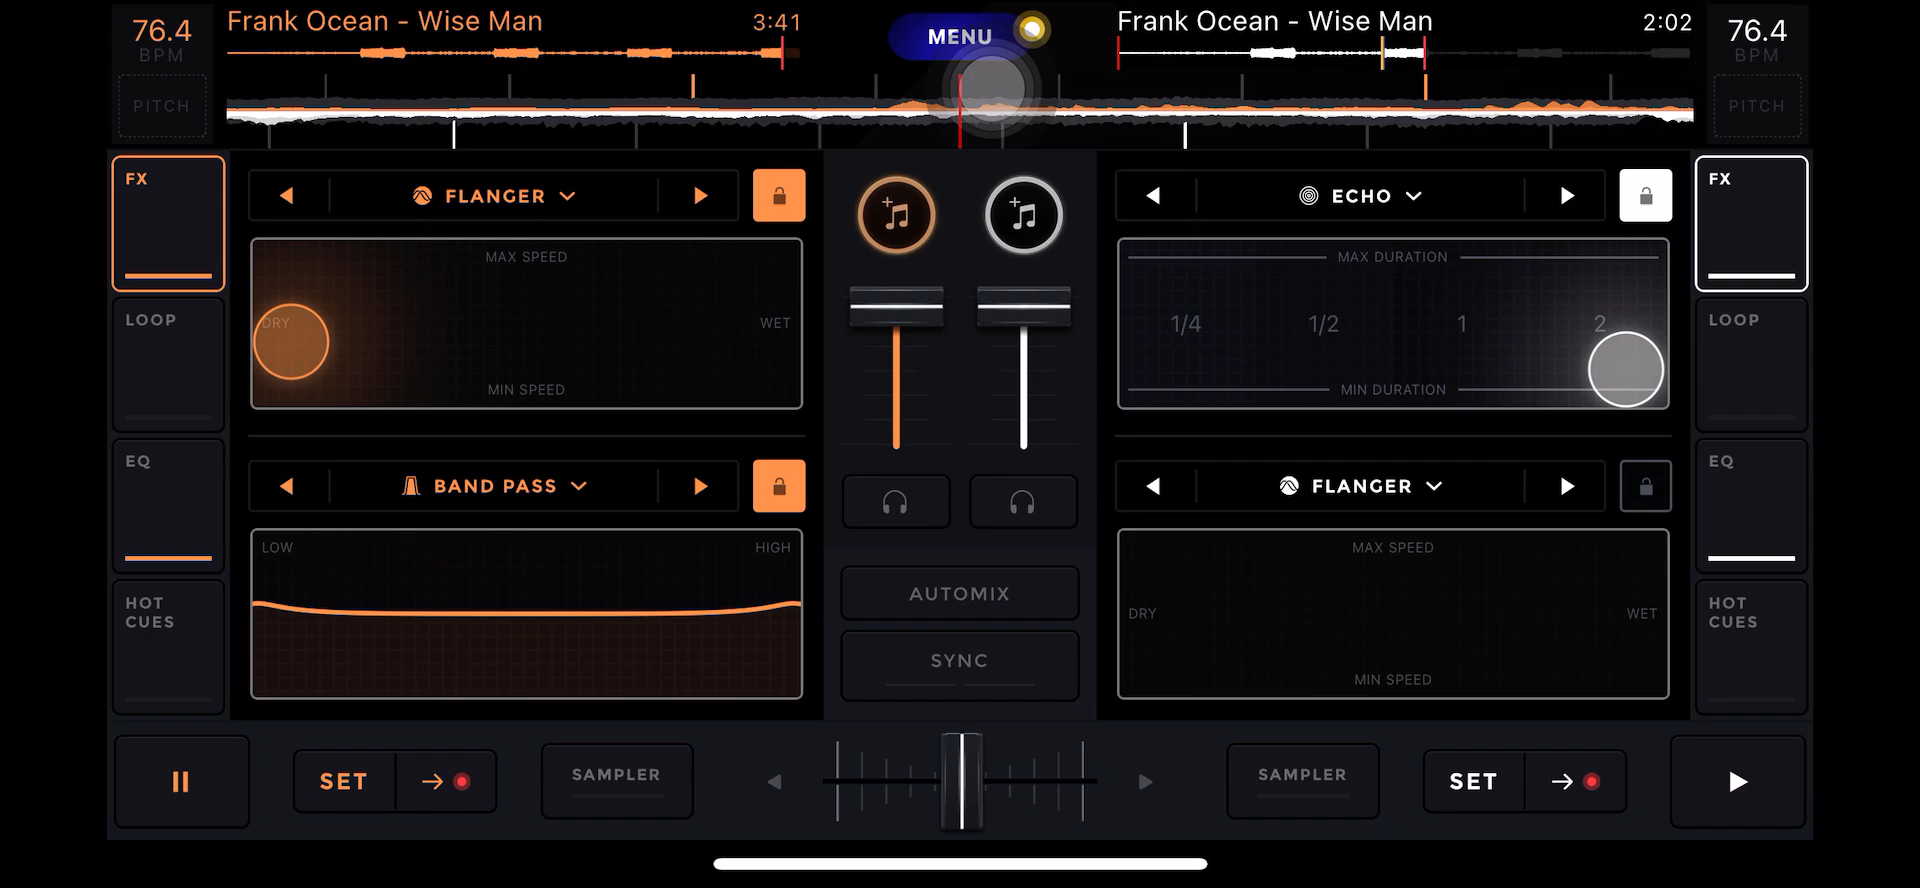 76.4
BPM
PITCH
Frank Ocean - Wise Man
3:41
MENU
Frank Ocean - Wise Man
2:02
76.4
BPM
PITCH
FX
LOOP
EQ
HOT
CUES
FLANGER
MAX SPEED
DRY
WET
MIN SPEED
BAND PASS
LOW
HIGH
AUTOMIX
SYNC
ECHO
MAX DURATION
1/4
1/2
1
2
MIN DURATION
FLANGER
MAX SPEED
DRY
WET
MIN SPEED
FX
LOOP
EQ
HOT
CUES
SET
SAMPLER
SAMPLER
SET